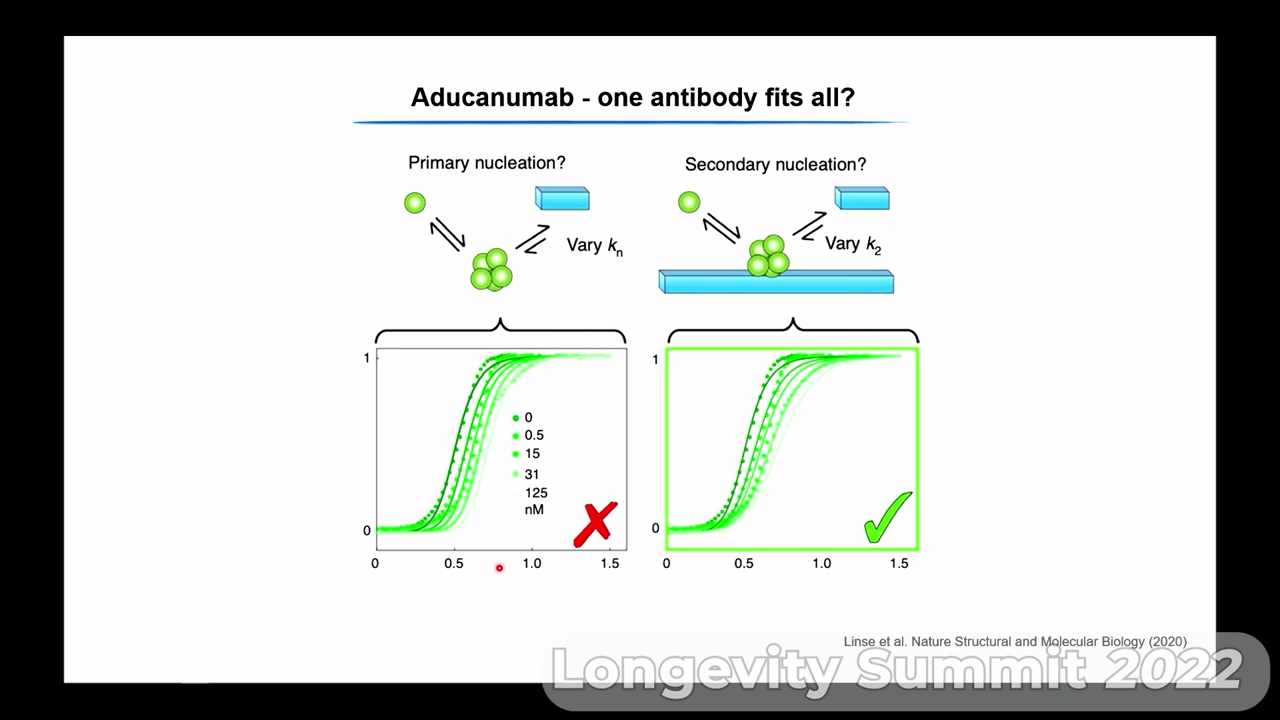 Aducanumab - one antibody fits all?
Primary nucleation?
Secondary nucleation?
Vary kn
Vary k2
1
0
0.5
15
31
125
nM
0
0
0.5
1.0
1.5
1
0
0
0.5
1.0
1.5
Linse et al. Nature Structural and Molecular Biology (2020)
Longevity Summit 2022